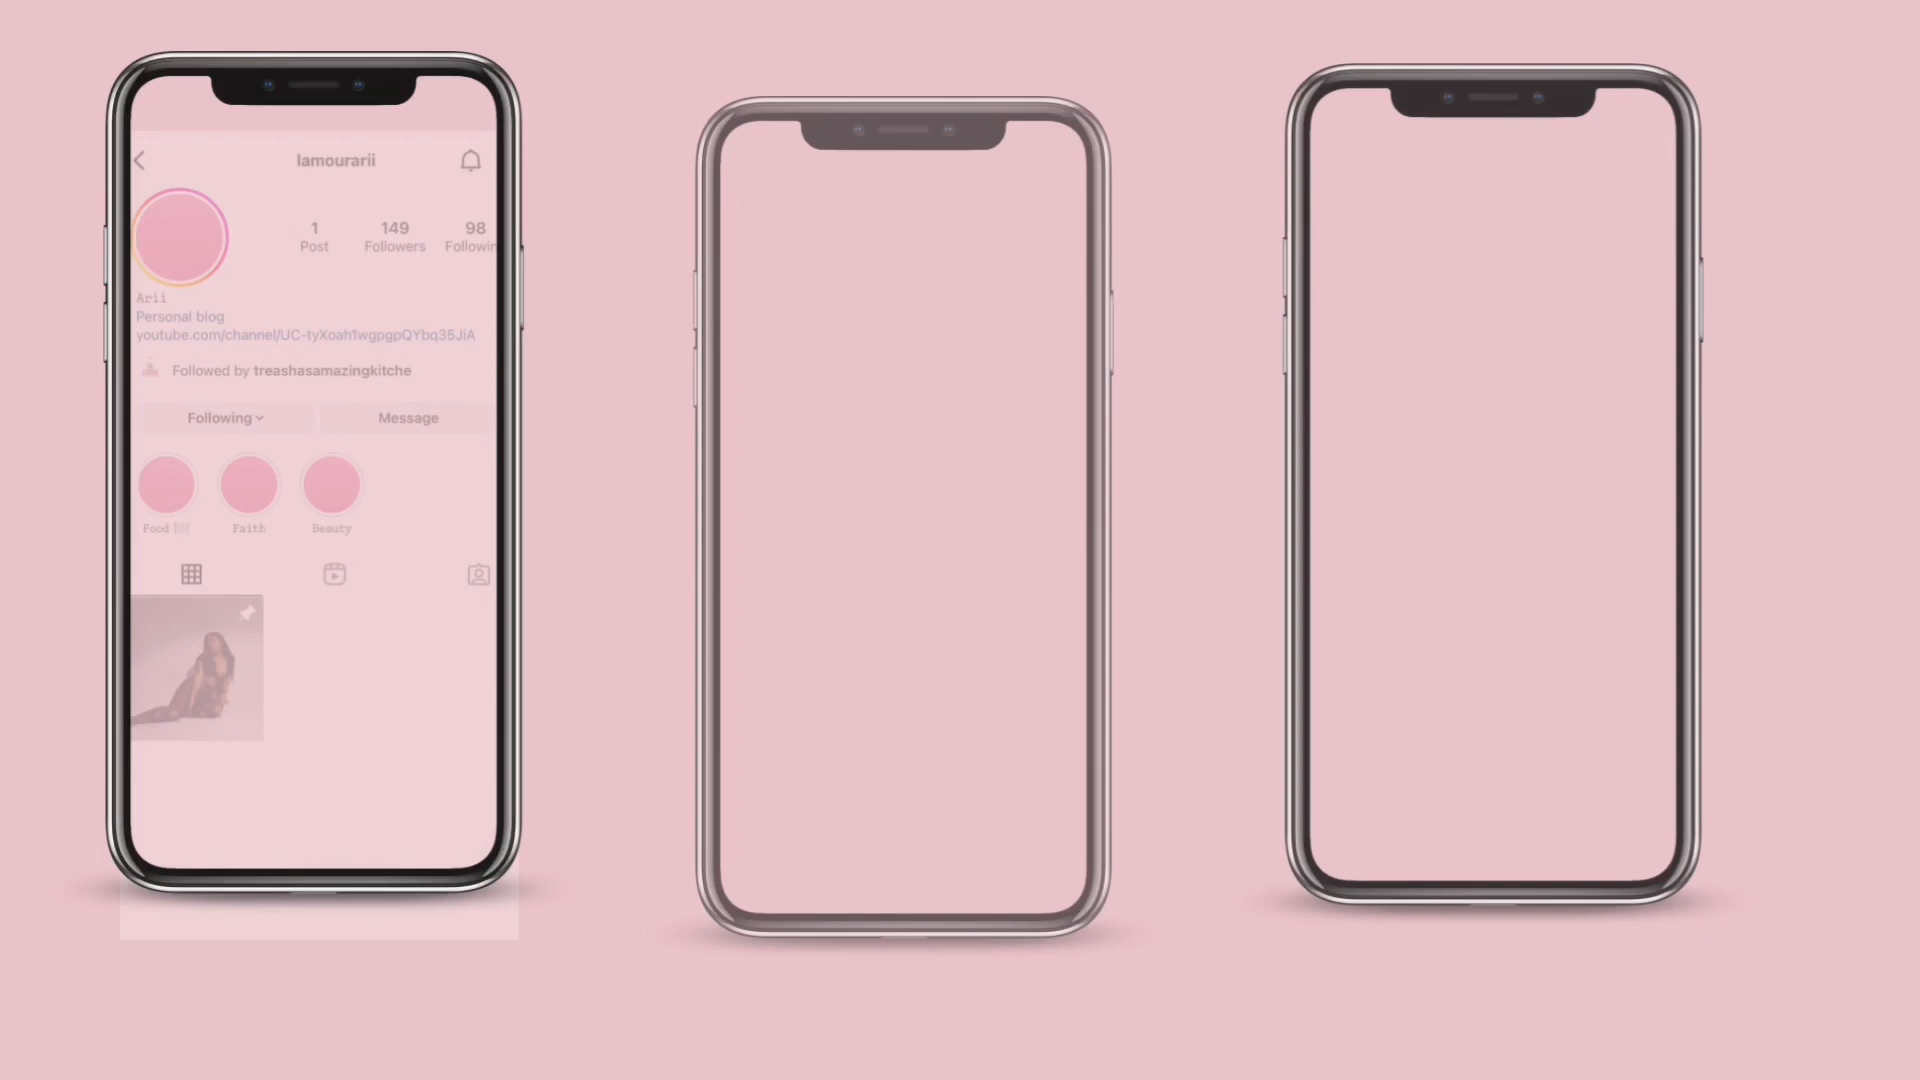 lamourarii
1 149 98
Post Followers Followin
Arii
Personal blog
youtube.com/channel/UC-tyXoah1wgpgpQYbq35JiA
Followed by treashasamazingkitche
Following Message
Food Faith Beauty